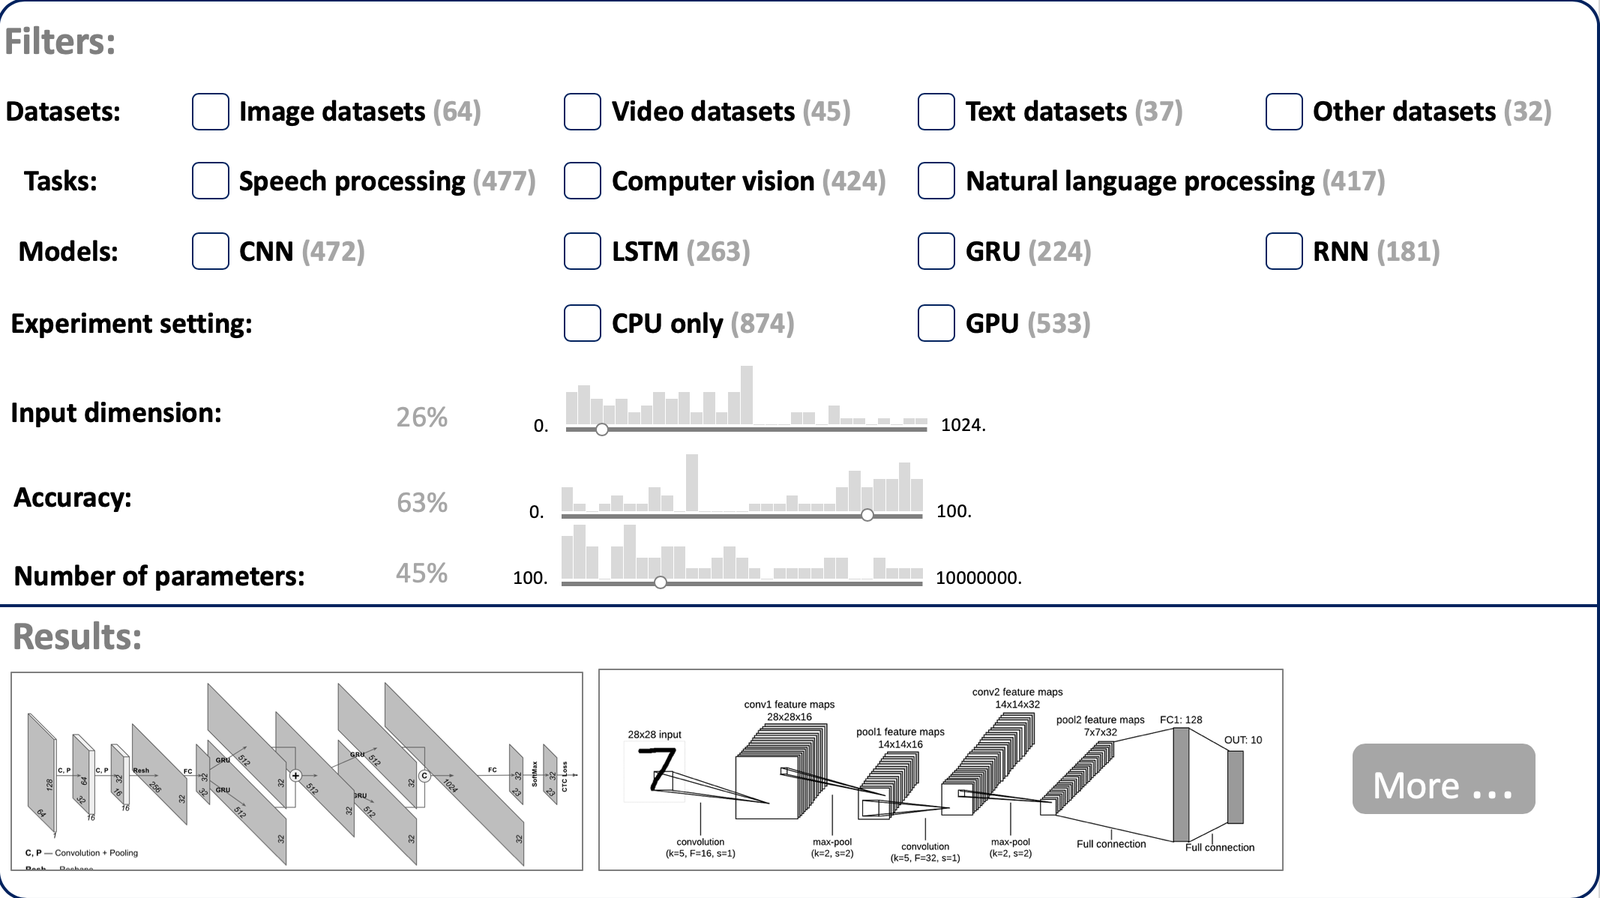 Filters:
Datasets: Image datasets (64) Video datasets (45) Text datasets (37) Other datasets (32)
Tasks: Speech processing (477) Computer vision (424) Natural language processing (417)
Models: CNN (472) LSTM (263) GRU (224) RNN (181)
Experiment setting: CPU only (874) GPU (533)
Input dimension: 26% 0. 1024.
Accuracy: 63% 0. 100.
Number of parameters: 45% 100. 10000000.
Results:
128 64 1
C, P
64 32 16
C, P
32 16 16
Resh
256 32
FC
32 32
GRU
512 32
GRU
512 32
+
512 32
GRU
512 32
GRU
512 32
C
1024 32
FC
32 23
SoftMax
32 23
CTC Loss
C, P — Convolution + Pooling
28x28 input
conv1 feature maps
28x28x16
pool1 feature maps
14x14x16
conv2 feature maps
14x14x32
pool2 feature maps
7x7x32
FC1: 128
OUT: 10
convolution
(k=5, F=16, s=1)
max-pool
(k=2, s=2)
convolution
(k=5, F=32, s=1)
max-pool
(k=2, s=2)
Full connection
Full connection
More ...